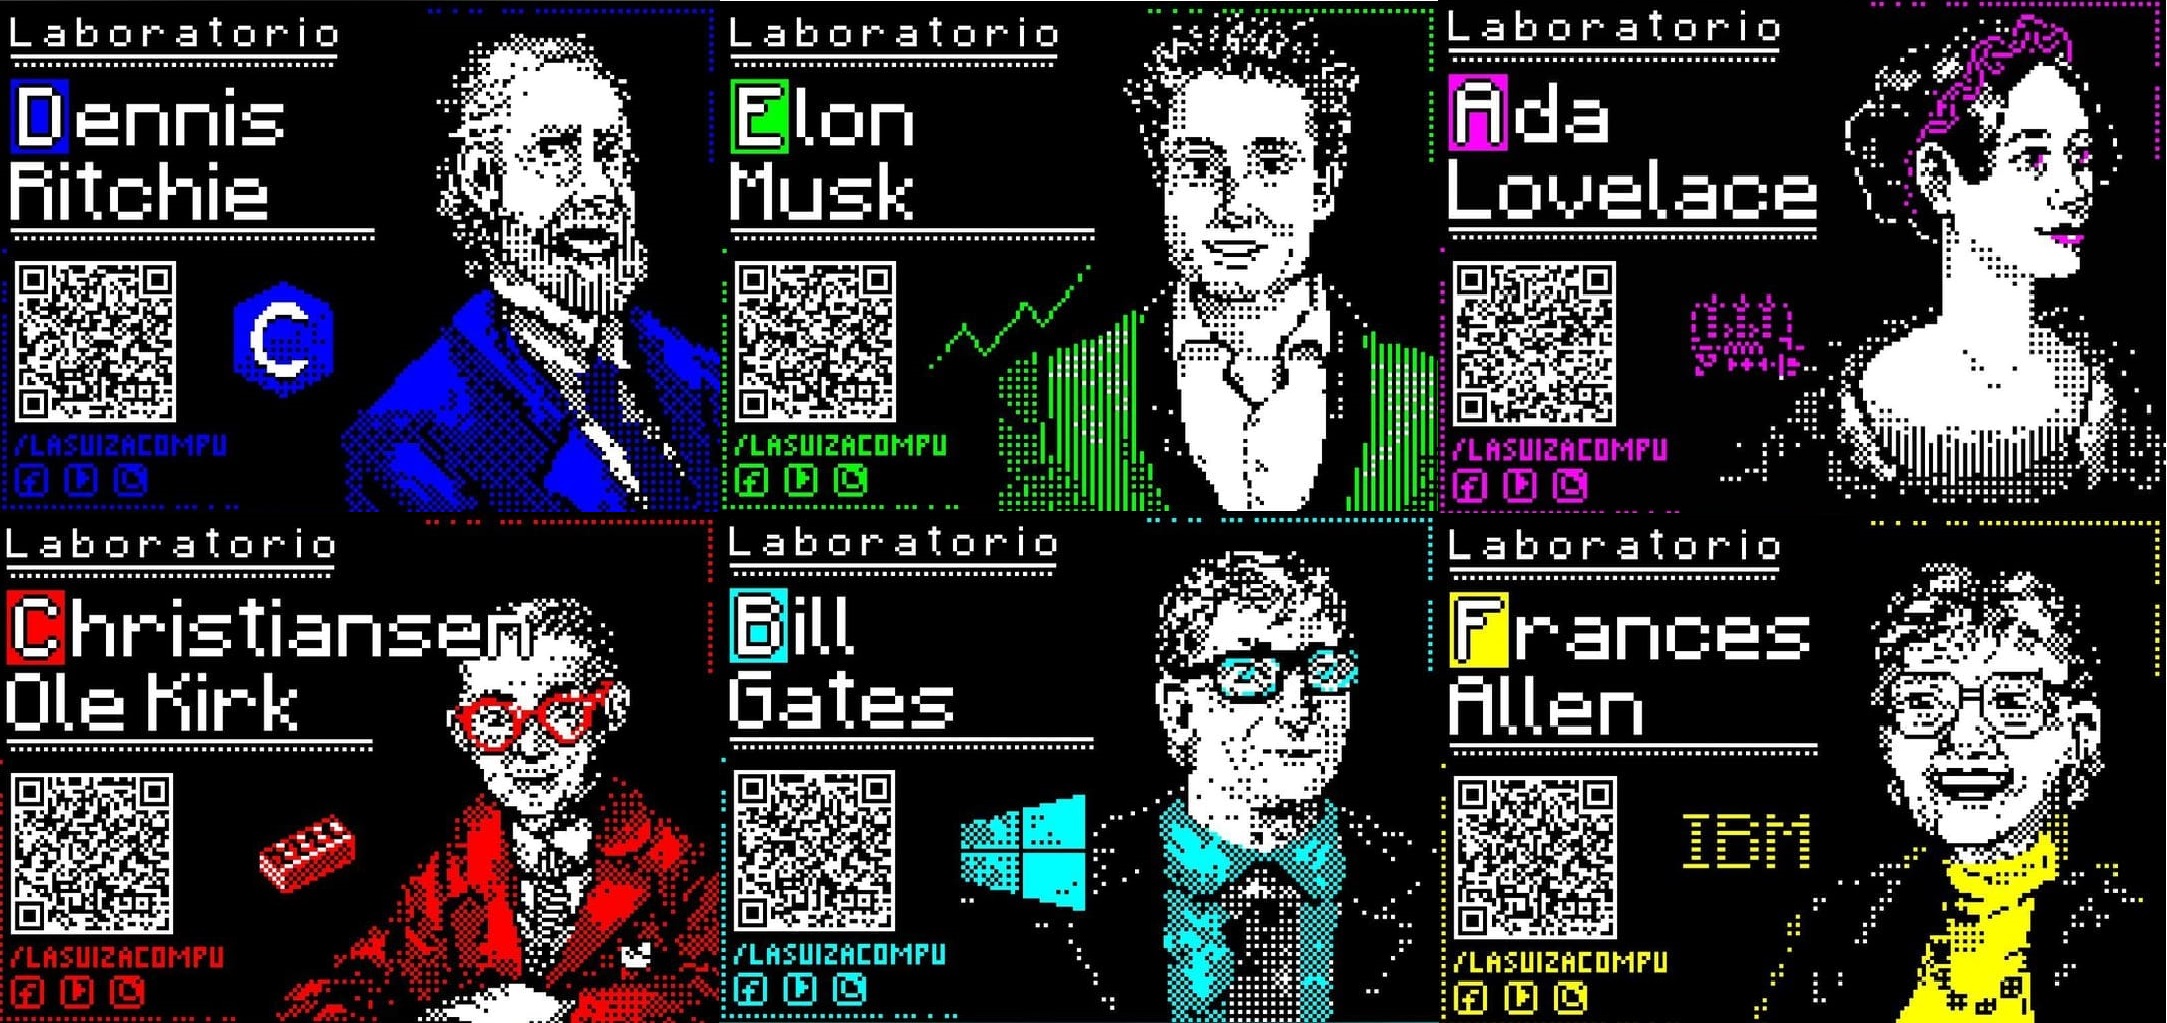 Laboratorio
Dennis
Ritchie
C
/LASUIZACOMPU
Laboratorio
Elon
Musk
/LASUIZACOMPU
Laboratorio
Ada
Lovelace
/LASUIZACOMPU
Laboratorio
Christiansen
Ole Kirk
/LASUIZACOMPU
Laboratorio
Bill
Gates
/LASUIZACOMPU
Laboratorio
Frances
Allen
IBM
/LASUIZACOMPU